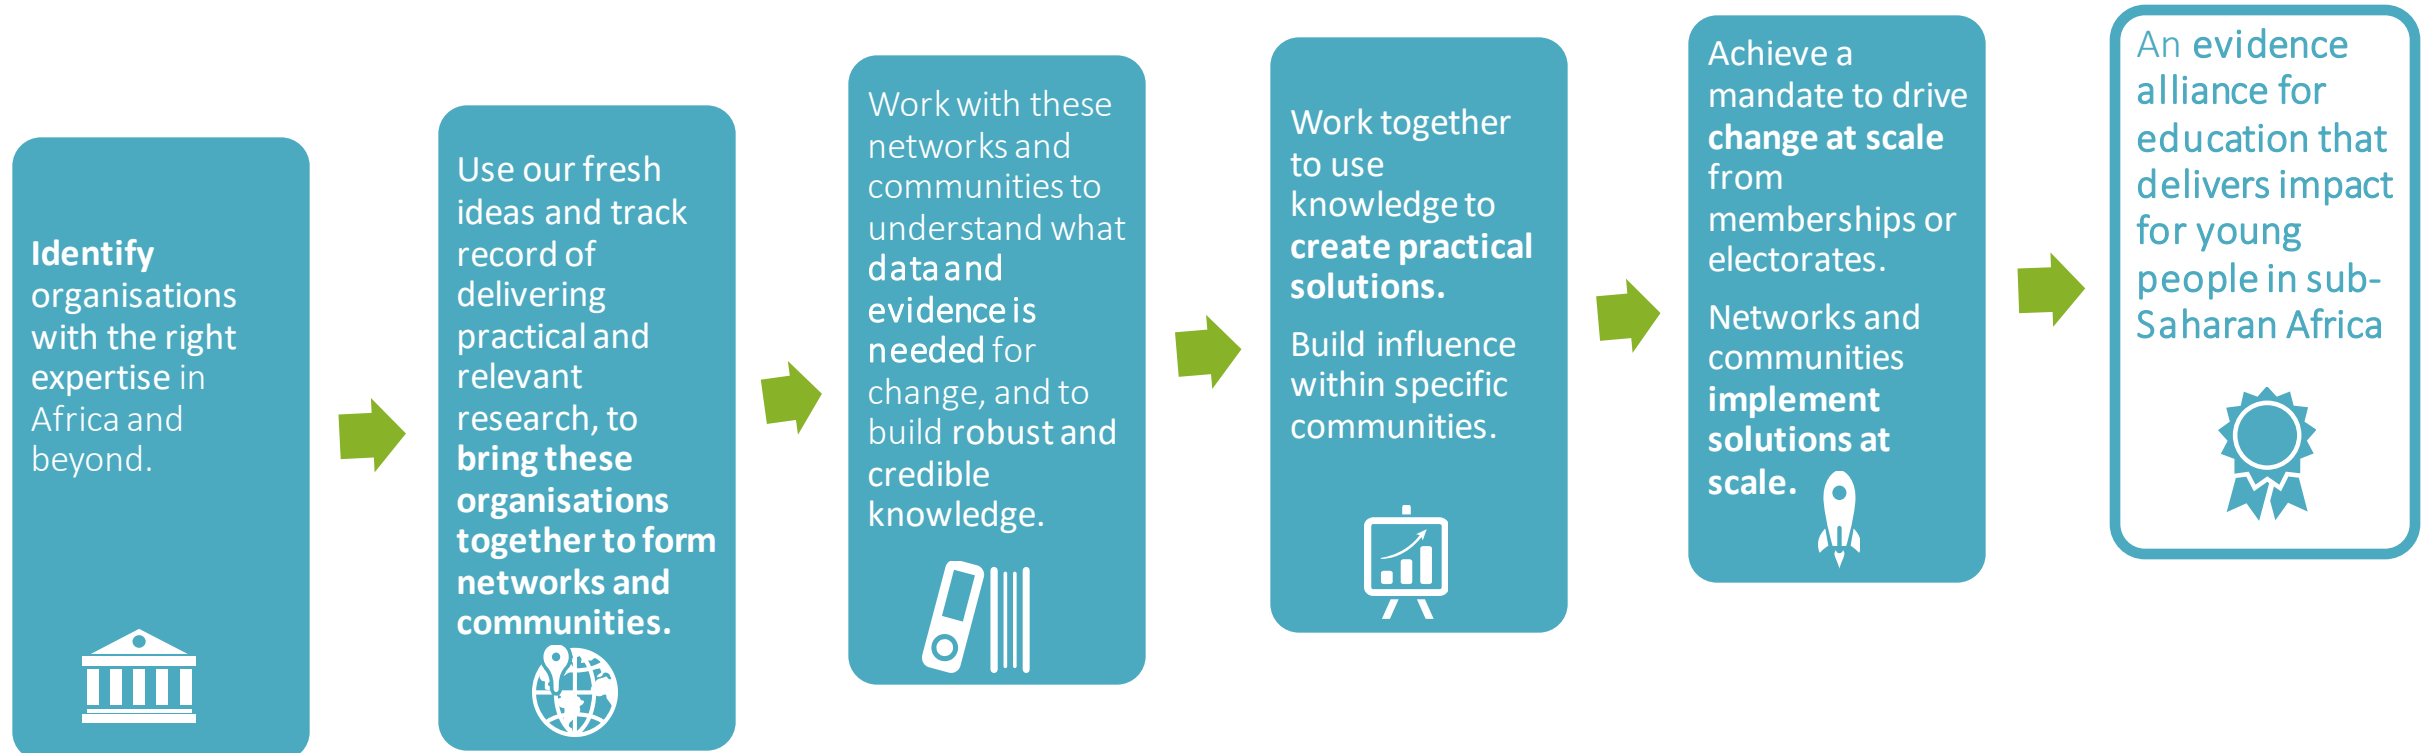 Identify
organisations
with the right
expertise in
Africa and
beyond.
Use our fresh
ideas and track
record of
delivering
practical and
relevant
research, to
bring these
organisations
together to form
networks and
communities.
Work with these
networks and
communities to
understand what
data and
evidence is
needed for
change, and to
build robust and
credible
knowledge.
Work together
to use
knowledge to
create practical
solutions.
Build influence
within specific
communities.
Achieve a
mandate to drive
change at scale
from
memberships or
electorates.
Networks and
communities
implement
solutions at
scale.
An evidence
alliance for
education that
delivers impact
for young
people in sub-
Saharan Africa